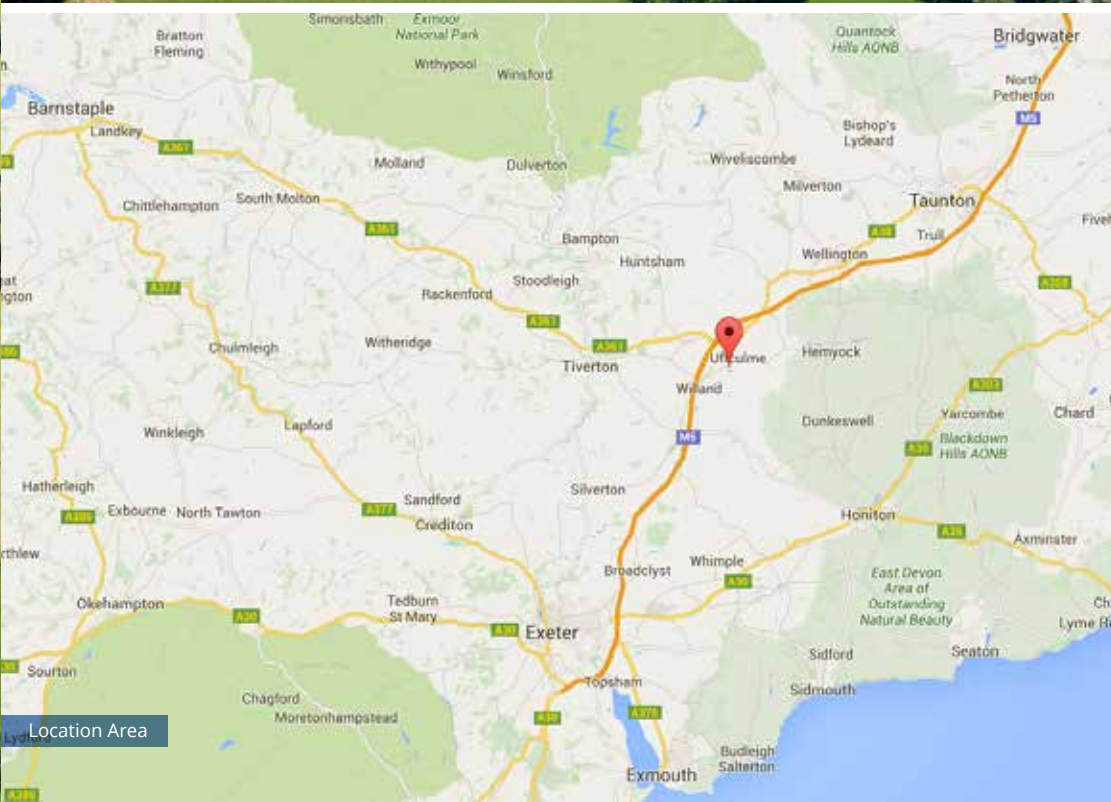 Simonsbath
Exmoor
National Park
Bratton
Fleming
Quantock
Hills AONB
Bridgwater
Withypool
Winsford
North
Petherton
Barnstaple
M5
Landkey
A361
Bishop's
Lydeard
Molland
Dulverton
Wiveliscombe
Milverton
Chittlehampton
South Molton
Taunton
A361
A38
Trull
Bampton
Huntsham
Wellington
Stoodleigh
A377
Rackenford
A358
A361
A361
Chulmleigh
Witheridge
Tiverton
Hemyock
Willand
A303
Winkleigh
Lapford
Dunkeswell
Yarcombe
Chard
M5
A30
Blackdown
Hills AONB
Hatherleigh
Silverton
A386
Exbourne
North Tawton
A377
Sandford
Crediton
Honiton
A35
Axminster
Broadclyst
Whimple
A30
East Devon
Area of
Outstanding
Natural Beauty
Okehampton
A30
Tedburn
St Mary
A30
Exeter
Sidford
Seaton
Sourton
Topsham
Sidmouth
Chagford
Moretonhampstead
A38
A376
Location Area
Budleigh
Salterton
Exmouth
A386